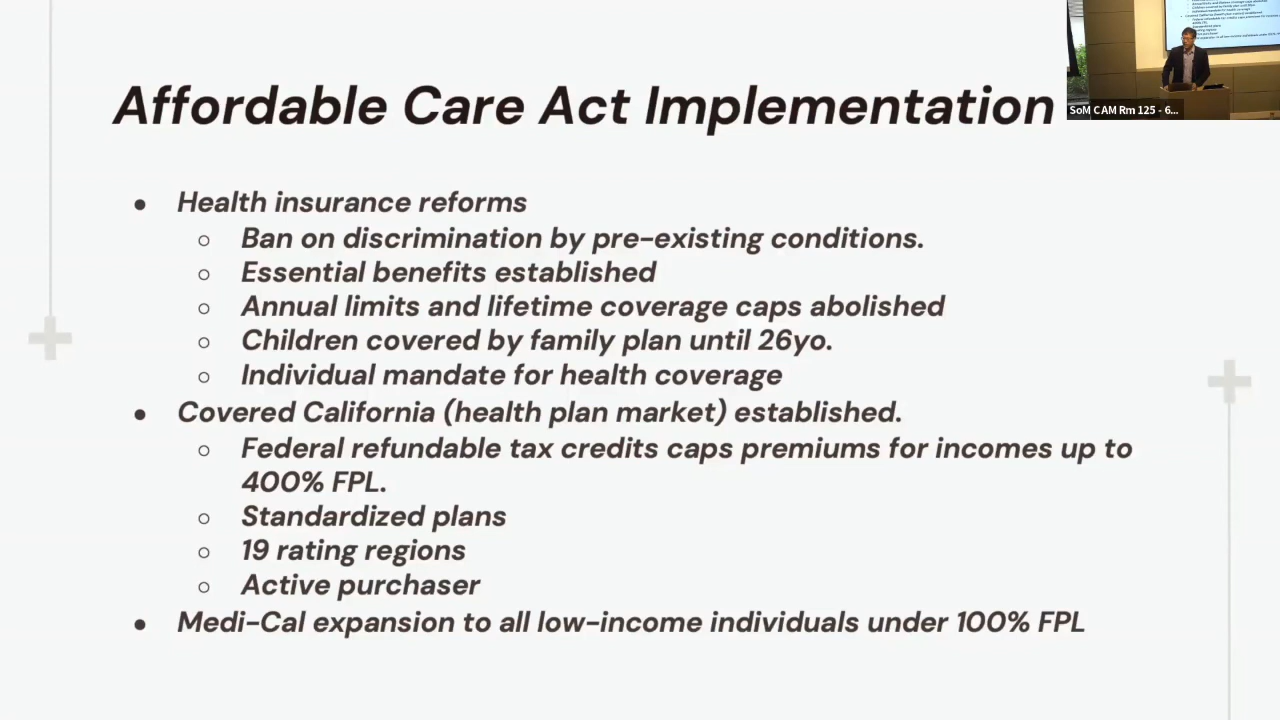 Affordable Care Act Implementation
SoM CAM Rm 125 - 6...
● Health insurance reforms
○ Ban on discrimination by pre-existing conditions.
○ Essential benefits established
○ Annual limits and lifetime coverage caps abolished
○ Children covered by family plan until 26yo.
○ Individual mandate for health coverage
● Covered California (health plan market) established.
○ Federal refundable tax credits caps premiums for incomes up to
400% FPL.
○ Standardized plans
○ 19 rating regions
○ Active purchaser
● Medi-Cal expansion to all low-income individuals under 100% FPL